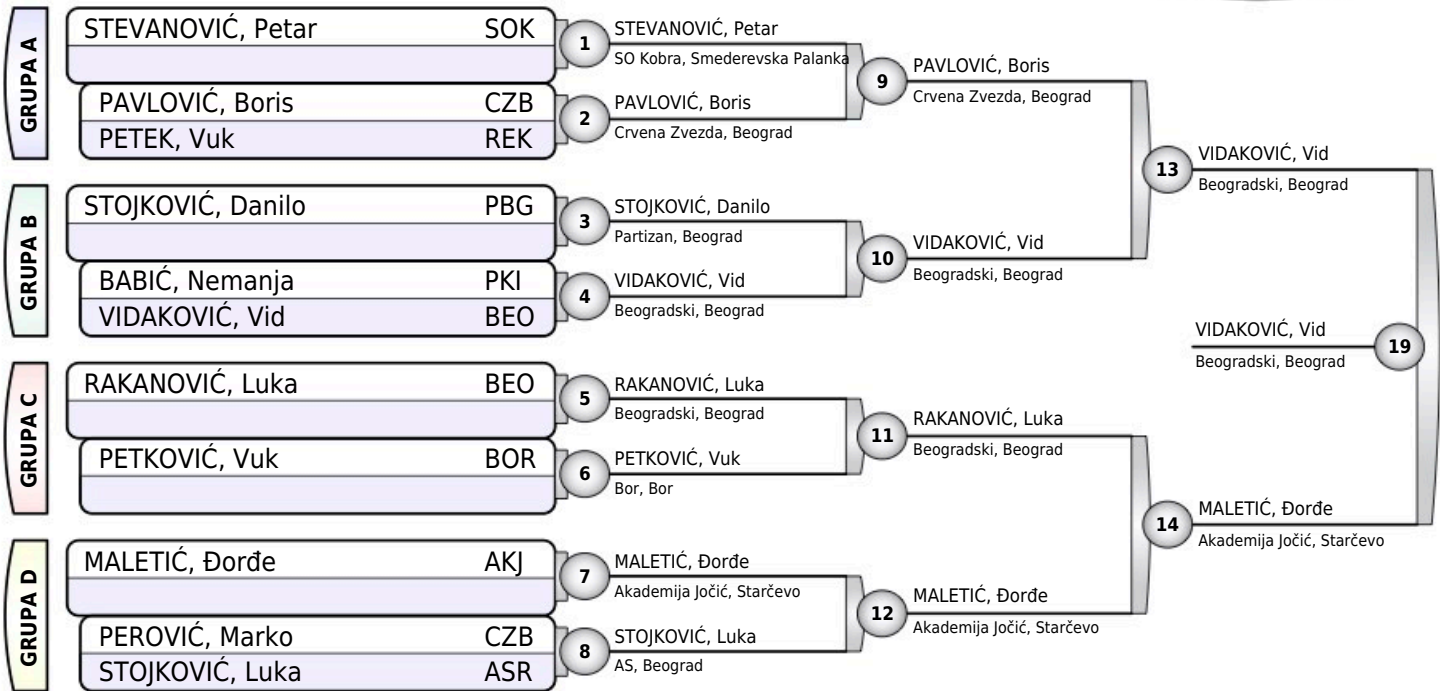 GRUPA A
STEVANOVIĆ, Petar SOK
PAVLOVIĆ, Boris CZB
PETEK, Vuk REK
1
STEVANOVIĆ, Petar
SO Kobra, Smederevska Palanka
2
PAVLOVIĆ, Boris
Crvena Zvezda, Beograd
9
PAVLOVIĆ, Boris
Crvena Zvezda, Beograd
GRUPA B
STOJKOVIĆ, Danilo PBG
BABIĆ, Nemanja PKI
VIDAKOVIĆ, Vid BEO
3
STOJKOVIĆ, Danilo
Partizan, Beograd
4
VIDAKOVIĆ, Vid
Beogradski, Beograd
10
VIDAKOVIĆ, Vid
Beogradski, Beograd
13
VIDAKOVIĆ, Vid
Beogradski, Beograd
GRUPA C
RAKANOVIĆ, Luka BEO
PETKOVIĆ, Vuk BOR
5
RAKANOVIĆ, Luka
Beogradski, Beograd
6
PETKOVIĆ, Vuk
Bor, Bor
11
RAKANOVIĆ, Luka
Beogradski, Beograd
GRUPA D
MALETIĆ, Đorđe AKJ
PEROVIĆ, Marko CZB
STOJKOVIĆ, Luka ASR
7
MALETIĆ, Đorđe
Akademija Jočić, Starčevo
8
STOJKOVIĆ, Luka
AS, Beograd
12
MALETIĆ, Đorđe
Akademija Jočić, Starčevo
14
MALETIĆ, Đorđe
Akademija Jočić, Starčevo
VIDAKOVIĆ, Vid
Beogradski, Beograd
19